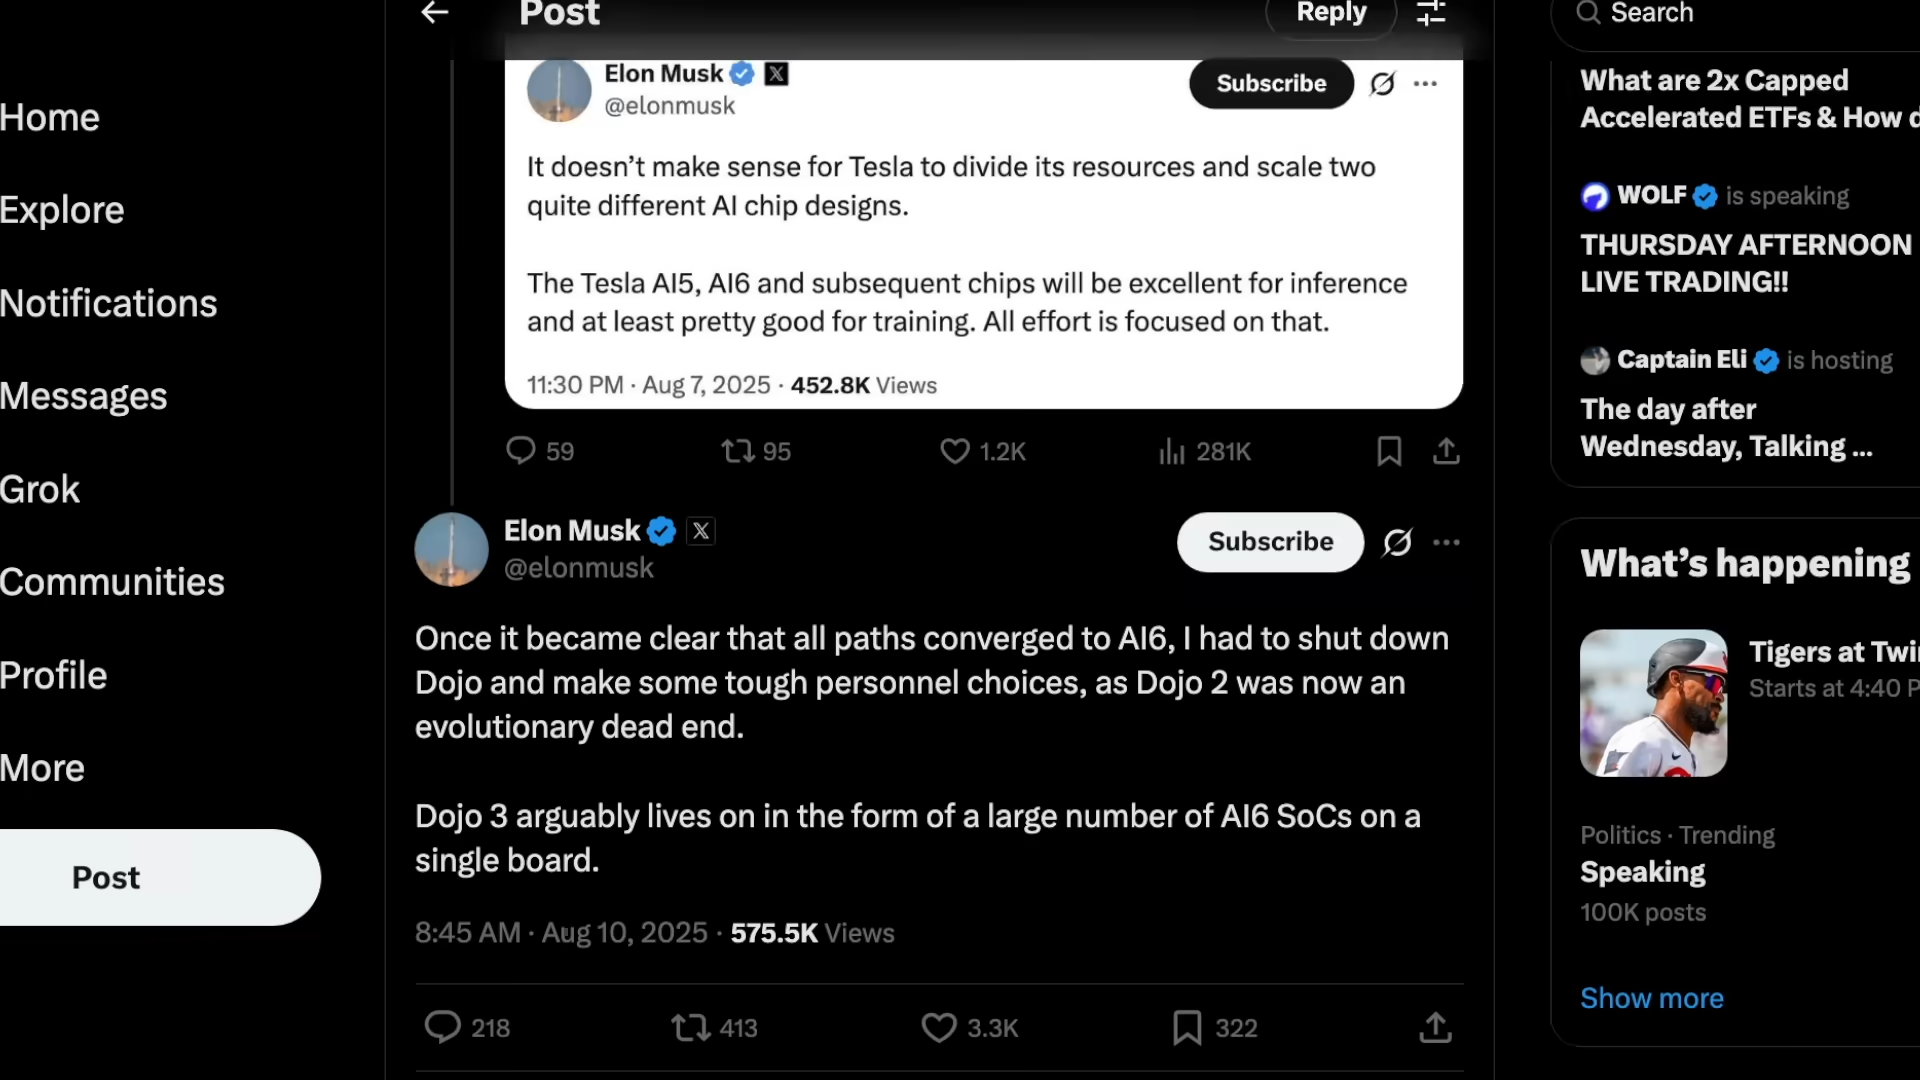 Post
Reply
Search
Home
Explore
Notifications
Messages
Grok
Communities
Profile
More
Post
Elon Musk
@elonmusk
Subscribe
It doesn’t make sense for Tesla to divide its resources and scale two
quite different AI chip designs.
The Tesla AI5, AI6 and subsequent chips will be excellent for inference
and at least pretty good for training. All effort is focused on that.
11:30 PM · Aug 7, 2025 · 452.8K Views
59 95 1.2K 281K
Elon Musk
@elonmusk
Subscribe
Once it became clear that all paths converged to AI6, I had to shut down
Dojo and make some tough personnel choices, as Dojo 2 was now an
evolutionary dead end.
Dojo 3 arguably lives on in the form of a large number of AI6 SoCs on a
single board.
8:45 AM · Aug 10, 2025 · 575.5K Views
218 413 3.3K 322
What are 2x Capped
Accelerated ETFs & How
WOLF is speaking
THURSDAY AFTERNOON
LIVE TRADING!!
Captain Eli is hosting
The day after
Wednesday, Talking ...
What’s happening
Tigers at
Starts at 4:40
Politics · Trending
Speaking
100K posts
Show more